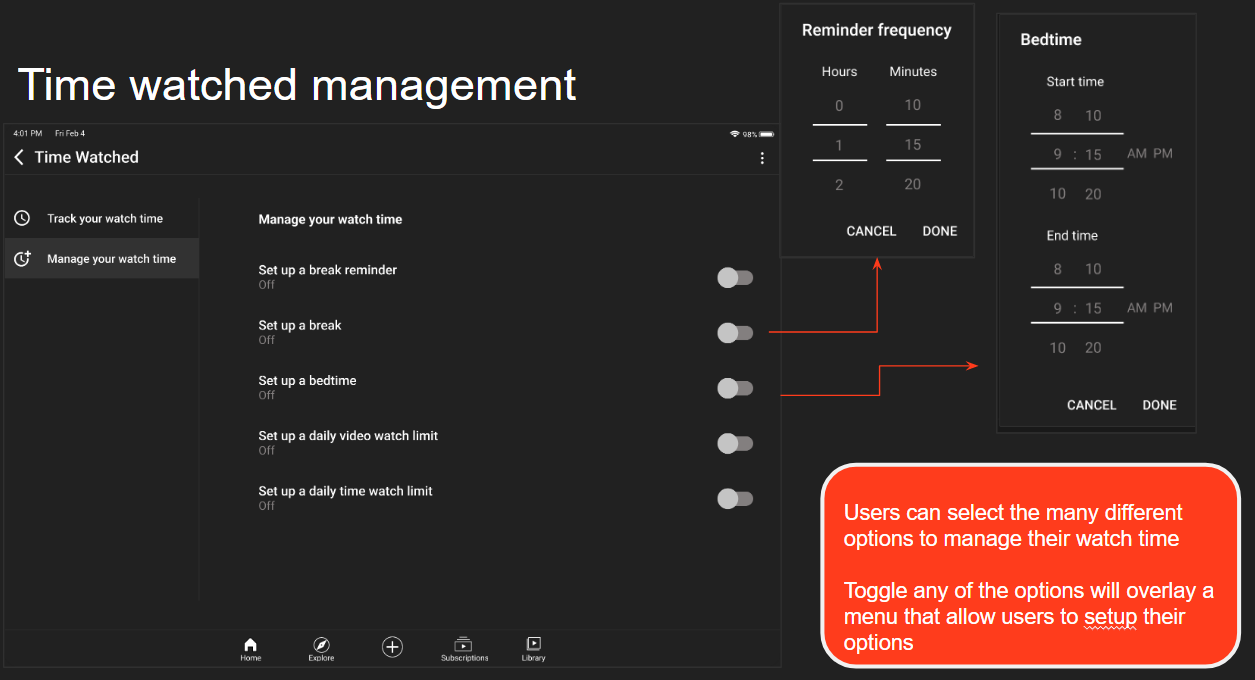 Time watched management
4:01 PM Fri Feb 4
98%
Time Watched
Track your watch time
Manage your watch time
Manage your watch time
Set up a break reminder
Off
Set up a break
Off
Set up a bedtime
Off
Set up a daily video watch limit
Off
Set up a daily time watch limit
Off
Home
Explore
Subscriptions
Library
Reminder frequency
Hours Minutes
0 10
1 15
2 20
CANCEL DONE
Bedtime
Start time
8 10
9 : 15 AM PM
10 20
End time
8 10
9 : 15 AM PM
10 20
CANCEL DONE
Users can select the many different
options to manage their watch time
Toggle any of the options will overlay a
menu that allow users to setup their
options